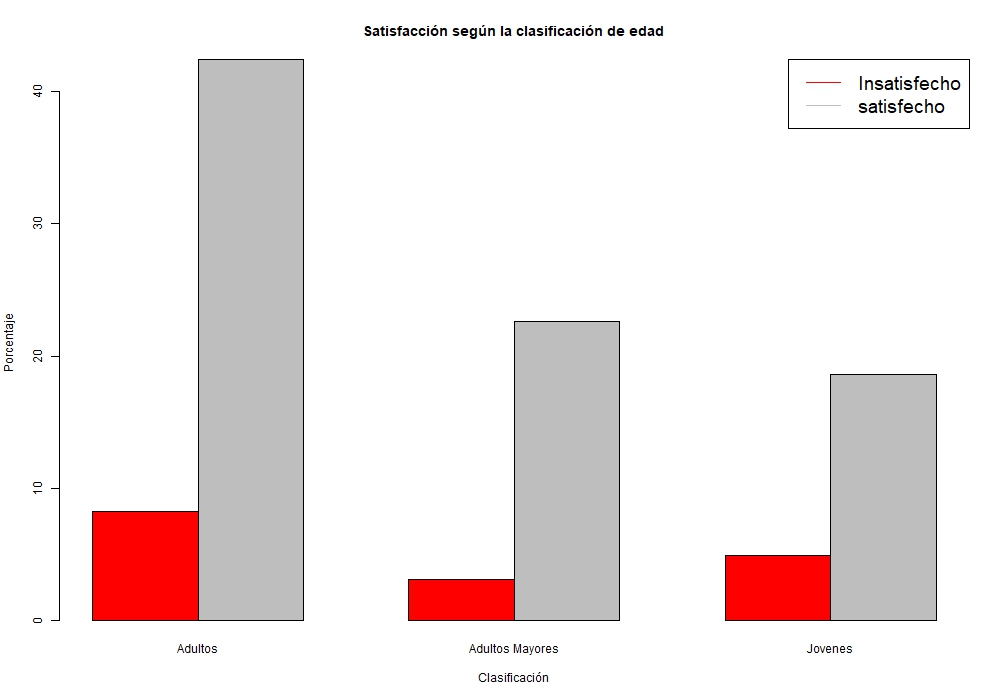 Satisfacción según la clasificación de edad
Insatisfecho
satisfecho
Porcentaje
40
30
20
10
0
Adultos
Adultos Mayores
Jovenes
Clasificación